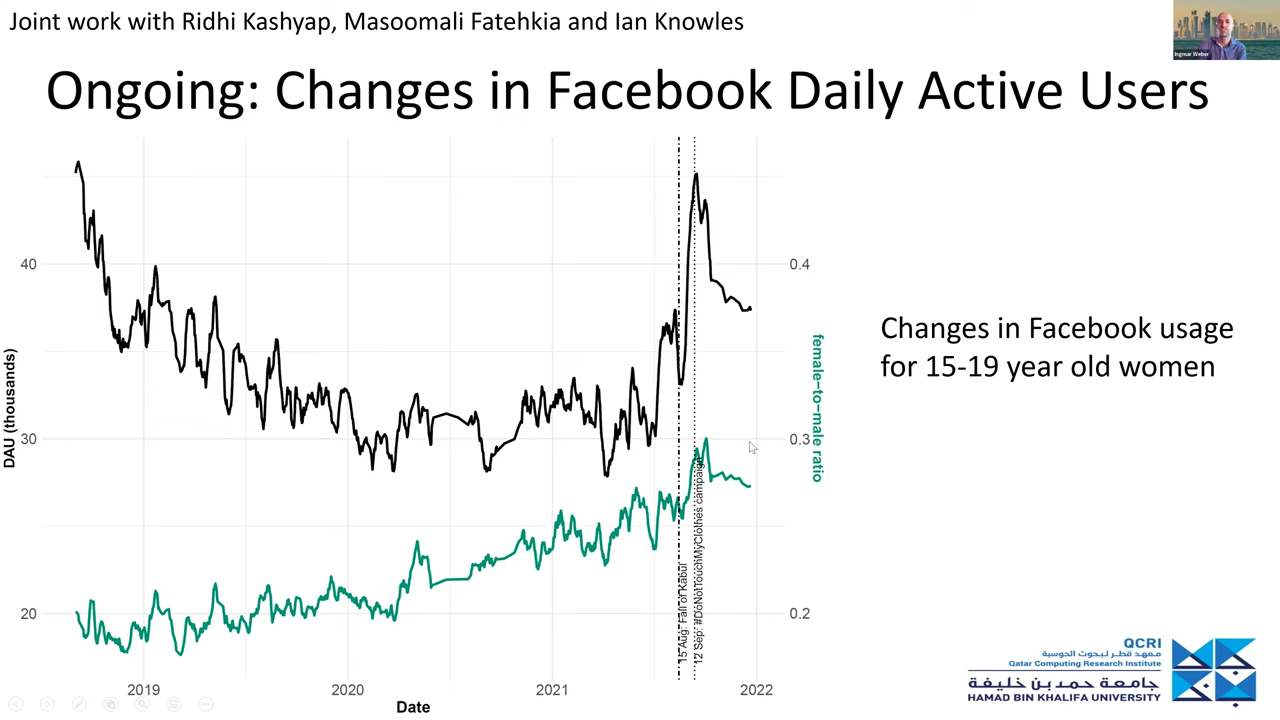 Joint work with Ridhi Kashyap, Masoomali Fatehkia and Ian Knowles
Ingmar Weber
Ongoing: Changes in Facebook Daily Active Users
40
30
20
DAU (thousands)
0.4
0.3
0.2
female−to−male ratio
15 Aug: Fall of Kabul
12 Sep: #DoNotTouchMyClothes campaign
2019
2020
2021
2022
Date
Changes in Facebook usage
for 15-19 year old women
QCRI
معهد قطر لبحوث الحوسبة
Qatar Computing Research Institute
جامعة حمد بن خليفة
HAMAD BIN KHALIFA UNIVERSITY